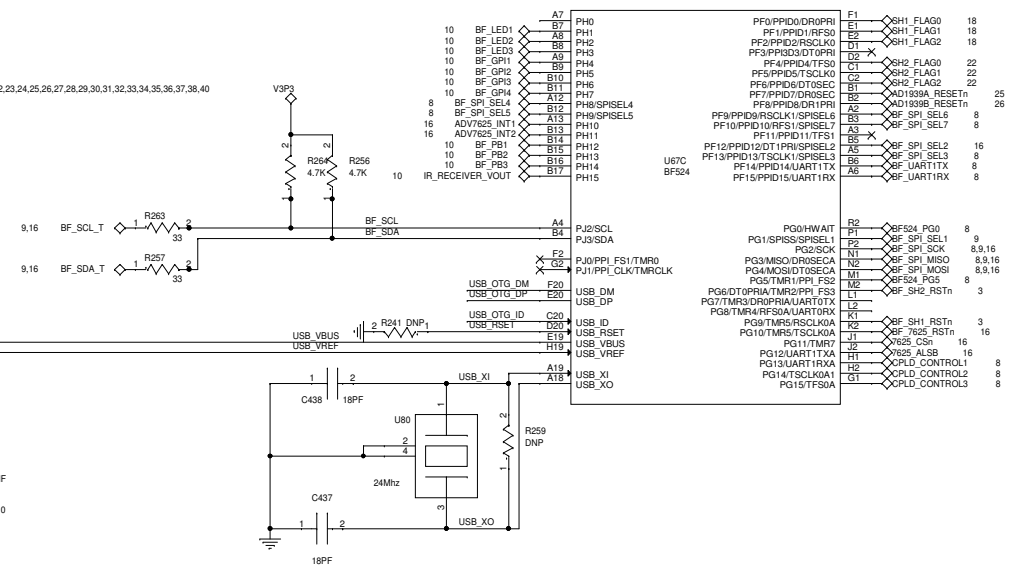 2,23,24,25,26,27,28,29,30,31,32,33,34,35,36,37,38,40
V3P3
2 2
R264 R256
4.7K 4.7K
1 1
9,16 BF_SCL_T 1 R263 2
33
9,16 BF_SDA_T 1 R257 2
33
BF_SCL A4 PJ2/SCL
BF_SDA B4 PJ3/SDA
A7 PH0
10 BF_LED1 B7 PH1
10 BF_LED2 A8 PH2
10 BF_LED3 B8 PH3
10 BF_GPI1 A9 PH4
10 BF_GPI2 B9 PH5
10 BF_GPI3 B10 PH6
10 BF_GPI4 B11 PH7
8 BF_SPI_SEL4 A12 PH8/SPISEL4
8 BF_SPI_SEL5 B12 PH9/SPISEL5
16 ADV7625_INT1 A13 PH10
16 ADV7625_INT2 B13 PH11
10 BF_PB1 B14 PH12
10 BF_PB2 B15 PH13
10 BF_PB3 B16 PH14
10 IR_RECEIVER_VOUT B17 PH15
F2 PJ0/PPI_FS1/TMR0
G2 PJ1/PPI_CLK/TMRCLK
USB_OTG_DM F20 USB_DM
USB_OTG_DP E20 USB_DP
USB_OTG_ID C20 USB_ID
2 R241 DNP 1 USB_RSET D20 USB_RSET
USB_VBUS E19 USB_VBUS
USB_VREF H19 USB_VREF
USB_XI A19 USB_XI
A18 USB_XO
U67C
BF524
PF0/PPID0/DR0PRI F1 SH1_FLAG0 18
PF1/PPID1/RFS0 E1 SH1_FLAG1 18
PF2/PPID2/RSCLK0 E2 SH1_FLAG2 18
PF3/PPID3/DT0PRI D1
PF4/PPID4/TFS0 D2 SH2_FLAG0 22
PF5/PPID5/TSCLK0 C1 SH2_FLAG1 22
PF6/PPID6/DT0SEC C2 SH2_FLAG2 22
PF7/PPID7/DR0SEC B1 AD1939A_RESETn 25
PF8/PPID8/DR1PRI B2 AD1939B_RESETn 26
PF9/PPID9/RSCLK1/SPISEL6 A2 BF_SPI_SEL6 8
PF10/PPID10/RFS1/SPISEL7 B3 BF_SPI_SEL7 8
PF11/PPID11/TFS1 A3
PF12/PPID12/DT1PRI/SPISEL2 B5 BF_SPI_SEL2 16
PF13/PPID13/TSCLK1/SPISEL3 A5 BF_SPI_SEL3 8
PF14/PPID14/UART1TX B6 BF_UART1TX 8
PF15/PPID15/UART1RX A6 BF_UART1RX 8
PG0/HWAIT R2 BF524_PG0 8
PG1/SPISS/SPISEL1 P1 BF_SPI_SEL1 9
PG2/SCK P2 BF_SPI_SCK 8,9,16
PG3/MISO/DR0SECA N1 BF_SPI_MISO 8,9,16
PG4/MOSI/DT0SECA N2 BF_SPI_MOSI 8,9,16
PG5/TMR1/PPI_FS2 M1 BF524_PG5 8
PG6/DT0PRIA/TMR2/PPI_FS3 M2 BF_SH2_RSTn 3
PG7/TMR3/DR0PRIA/UART0TX L1
PG8/TMR4/RFS0A/UART0RX L2
PG9/TMR5/RSCLK0A K1 BF_SH1_RSTn 3
PG10/TMR5/TSCLK0A K2 BF_7625_RSTn 16
PG11/TMR7 J1 7625_CSn 16
PG12/UART1TXA J2 7625_ALSB 16
PG13/UART1RXA H1 CPLD_CONTROL1 8
PG14/TSCLK0A1 H2 CPLD_CONTROL2 8
PG15/TFS0A G1 CPLD_CONTROL3 8
1 2
C438 18PF
1
U80
2
4
24Mhz
3
2
R259
DNP
1
C437
1 2
18PF
USB_XO
F
0